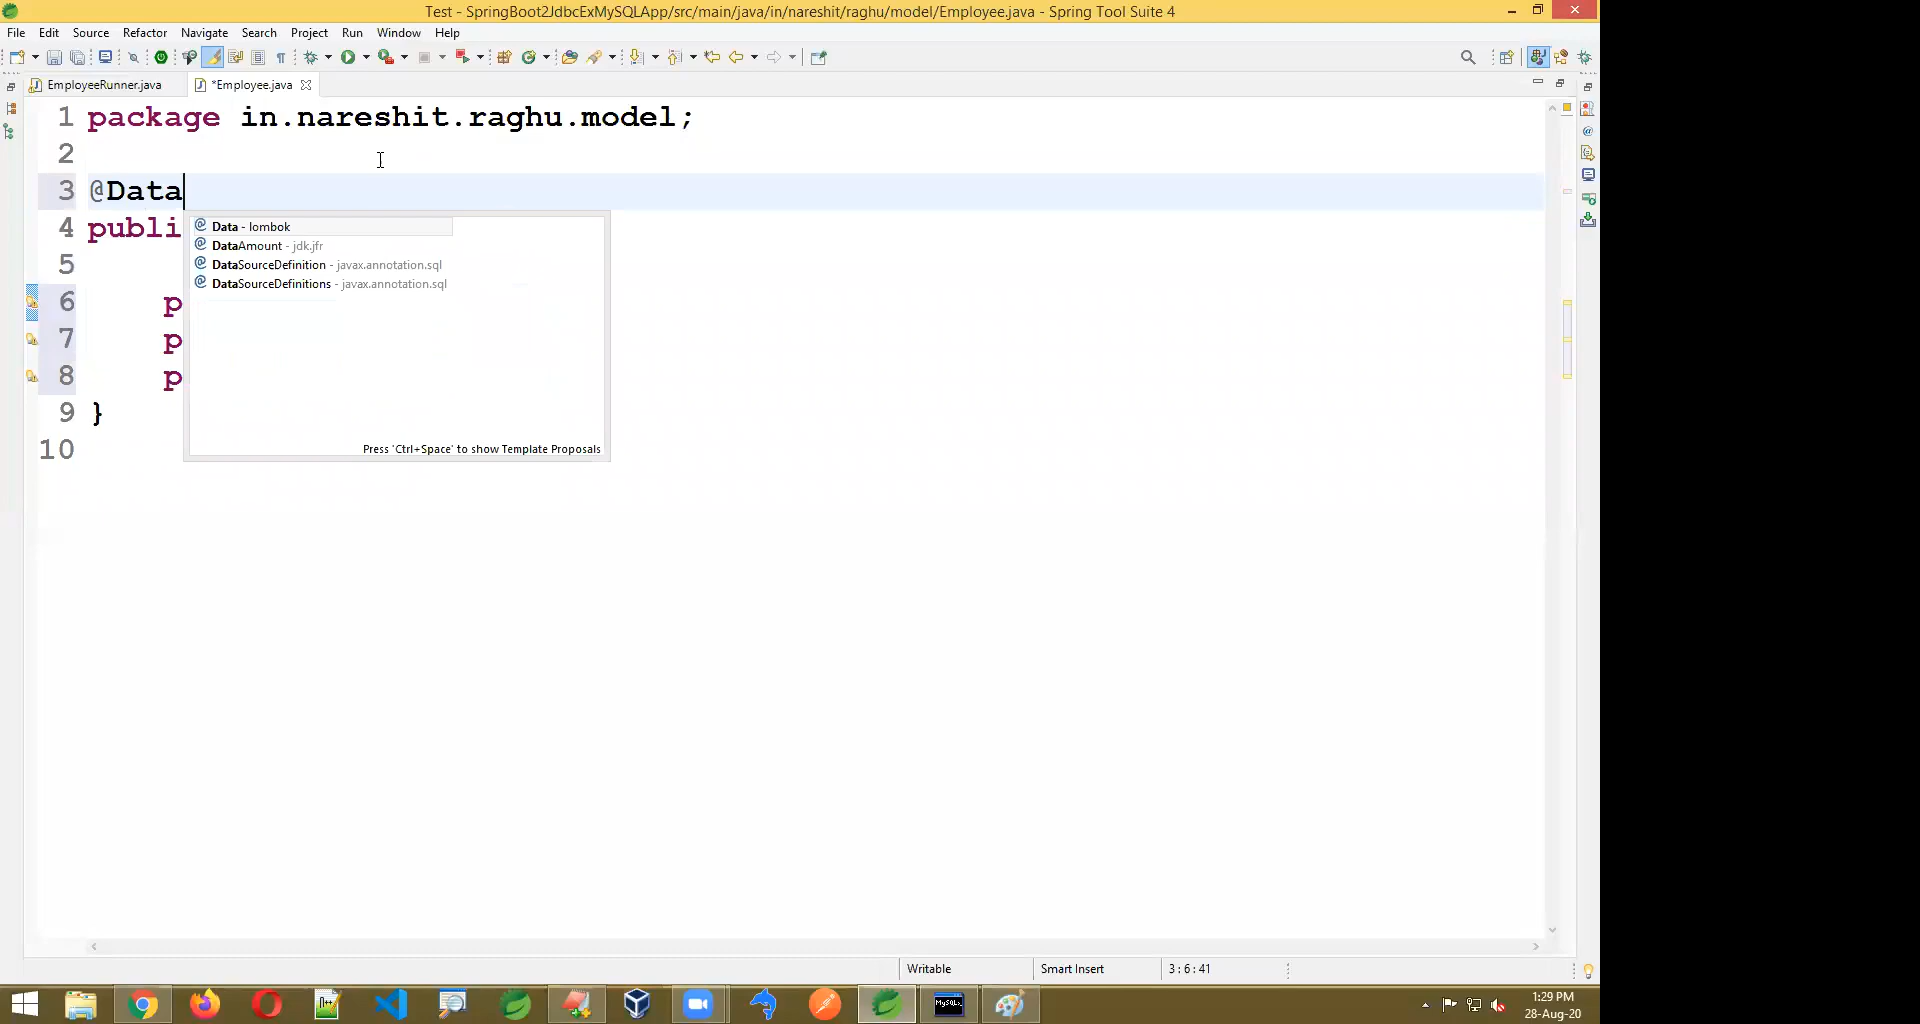 Test - SpringBoot2JdbcExMySQLApp/src/main/java/in/nareshit/raghu/model/Employee.java - Spring Tool Suite 4
File Edit Source Refactor Navigate Search Project Run Window Help
EmployeeRunner.java *Employee.java
1 package in.nareshit.raghu.model;
2
3 @Data
4 publi
5
6 p
7 p
8 p
9 }
10
Data - lombok
DataAmount - jdk.jfr
DataSourceDefinition - javax.annotation.sql
DataSourceDefinitions - javax.annotation.sql
Press 'Ctrl+Space' to show Template Proposals
Writable Smart Insert 3 : 6 : 41
1:29 PM
28-Aug-20